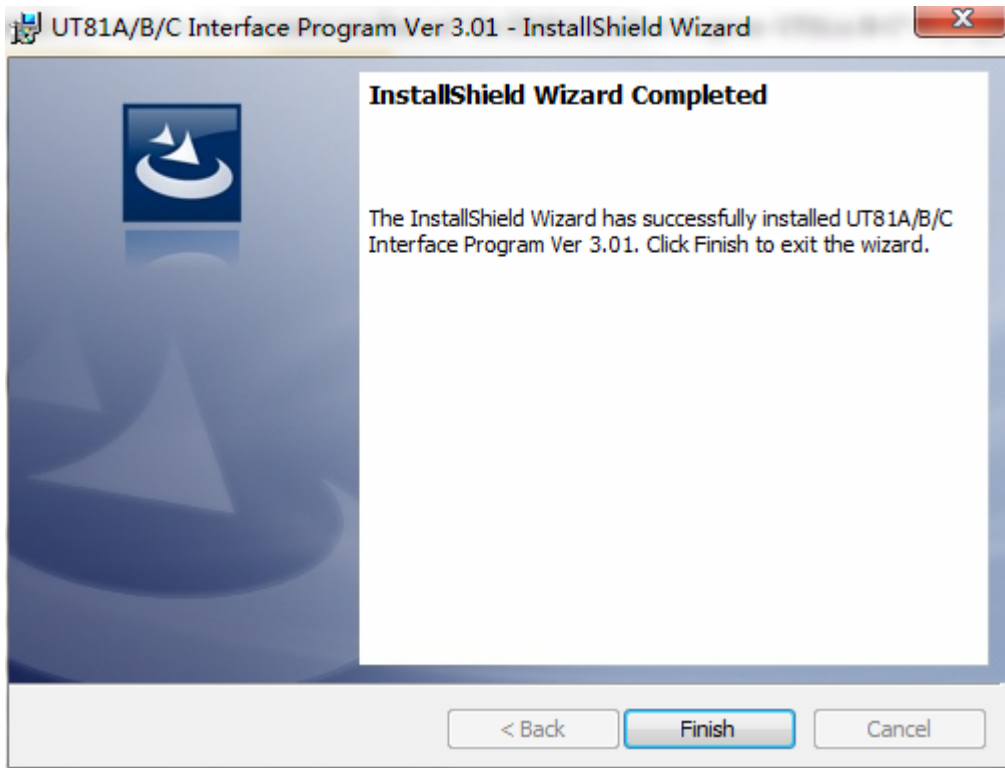 UT81A/B/C Interface Program Ver 3.01 - InstallShield Wizard
InstallShield Wizard Completed
The InstallShield Wizard has successfully installed UT81A/B/C
Interface Program Ver 3.01. Click Finish to exit the wizard.
< Back
Finish
Cancel